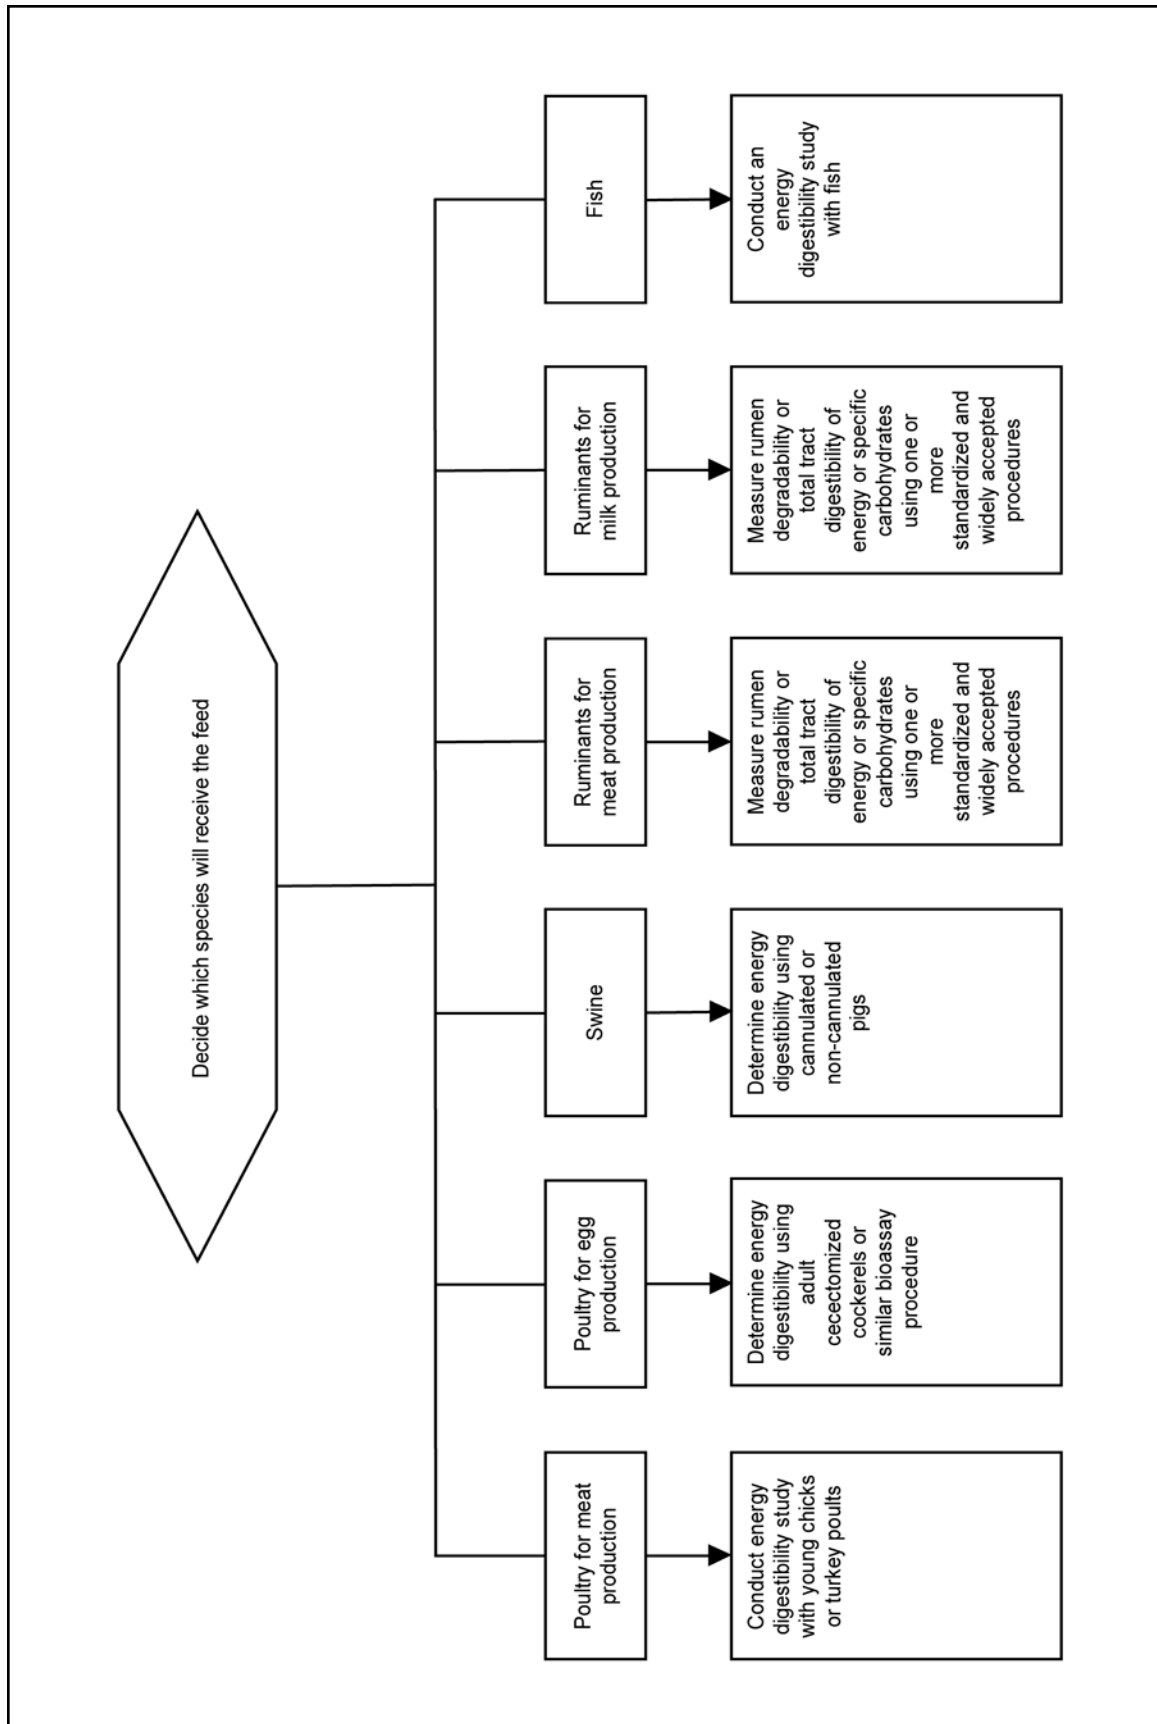 Decide which species will receive the feed
Poultry for meat
production
Poultry for egg
production
Swine
Ruminants for
meat production
Ruminants for
milk production
Fish
Conduct energy
digestibility study
with young chicks
or turkey poults
Determine energy
digestibility using
adult
cecectomized
cockerels or
similar bioassay
procedure
Determine energy
digestibility using
cannulated or
non-cannulated
pigs
Measure rumen
degradability or
total tract
digestibility of
energy or specific
carbohydrates
using one or
more
standardized and
widely accepted
procedures
Measure rumen
degradability or
total tract
digestibility of
energy or specific
carbohydrates
using one or
more
standardized and
widely accepted
procedures
Conduct an
energy
digestibility study
with fish